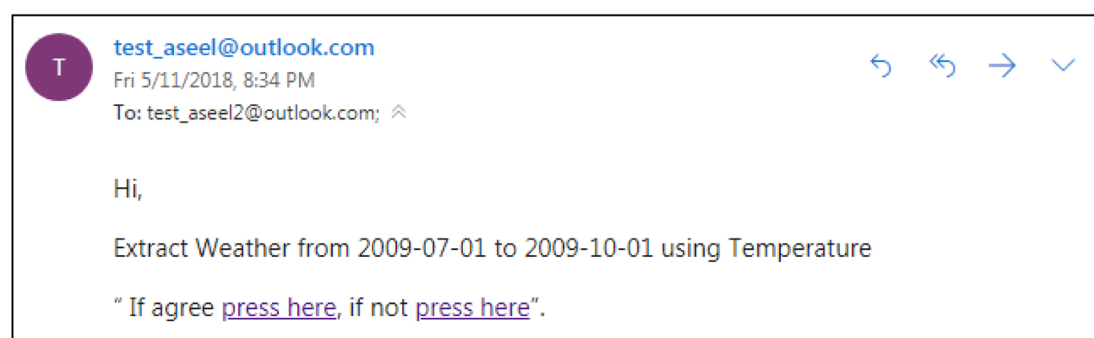 T
test_aseel@outlook.com
Fri 5/11/2018, 8:34 PM
To: test_aseel2@outlook.com;
Hi,
Extract Weather from 2009-07-01 to 2009-10-01 using Temperature
“ If agree press here, if not press here”.